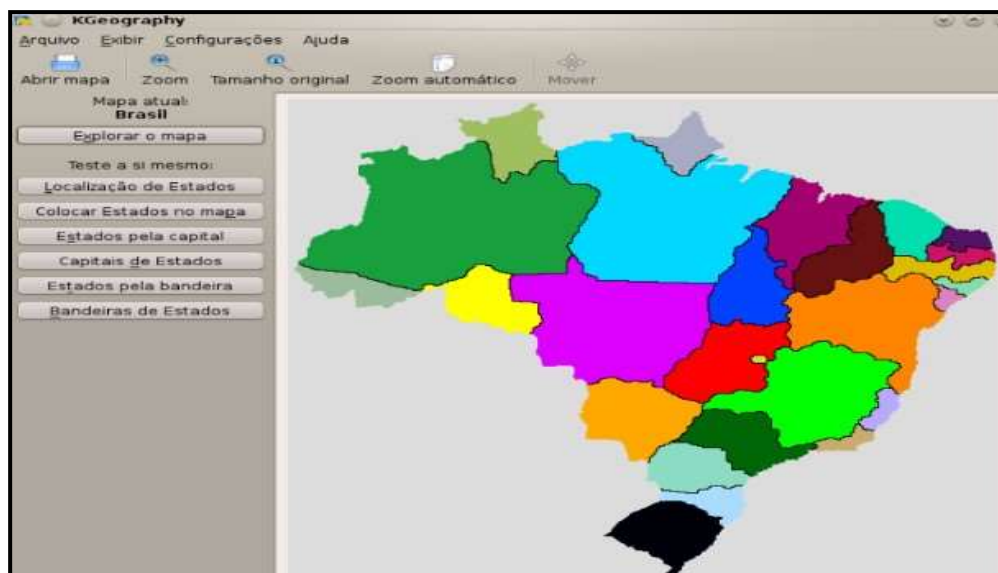 KGeography
Arquivo Exibir Configurações Ajuda
Abrir mapa Zoom Tamanho original Zoom automático Mover
Mapa atual:
Brasil
Explorar o mapa
Teste a si mesmo:
Localização de Estados
Colocar Estados no mapa
Estados pela capital
Capitais de Estados
Estados pela bandeira
Bandeiras de Estados